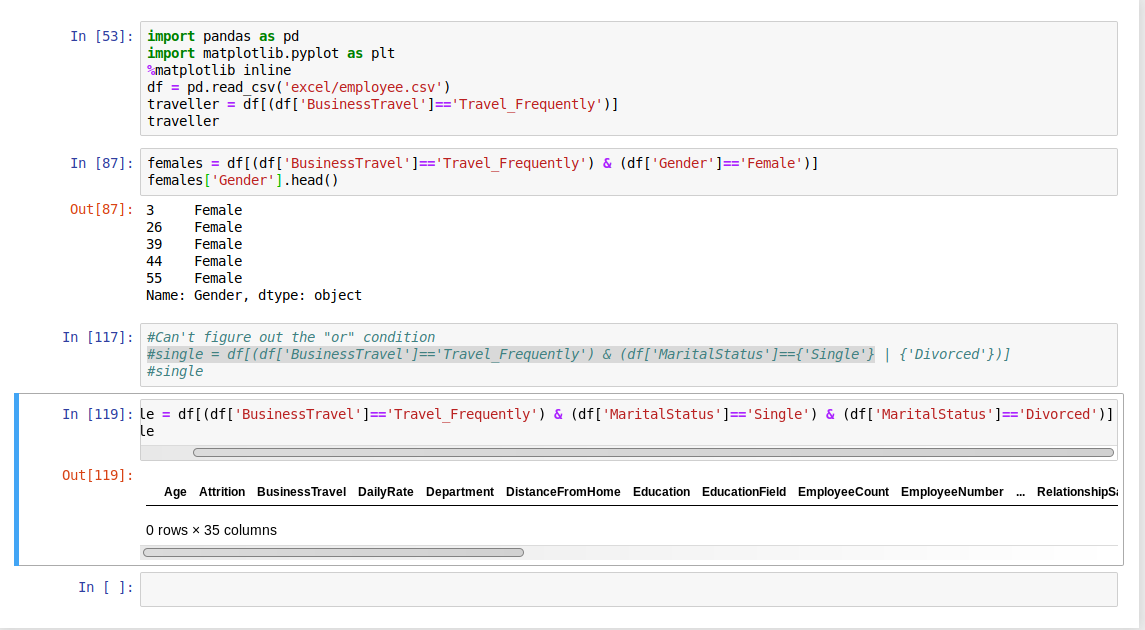 In [53]:
import pandas as pd
import matplotlib.pyplot as plt
%matplotlib inline
df = pd.read_csv('excel/employee.csv')
traveller = df[(df['BusinessTravel']=='Travel_Frequently')]
traveller
In [87]:
females = df[(df['BusinessTravel']=='Travel_Frequently') & (df['Gender']=='Female')]
females['Gender'].head()
Out[87]:
3     Female
26    Female
39    Female
44    Female
55    Female
Name: Gender, dtype: object
In [117]:
#Can't figure out the "or" condition
#single = df[(df['BusinessTravel']=='Travel_Frequently') & (df['MaritalStatus']=={'Single'} | {'Divorced'})]
#single
In [119]:
le = df[(df['BusinessTravel']=='Travel_Frequently') & (df['MaritalStatus']=='Single') & (df['MaritalStatus']=='Divorced')]
le
Out[119]:
Age Attrition BusinessTravel DailyRate Department DistanceFromHome Education EducationField EmployeeCount EmployeeNumber ... RelationshipSa
0 rows × 35 columns
In [ ]: